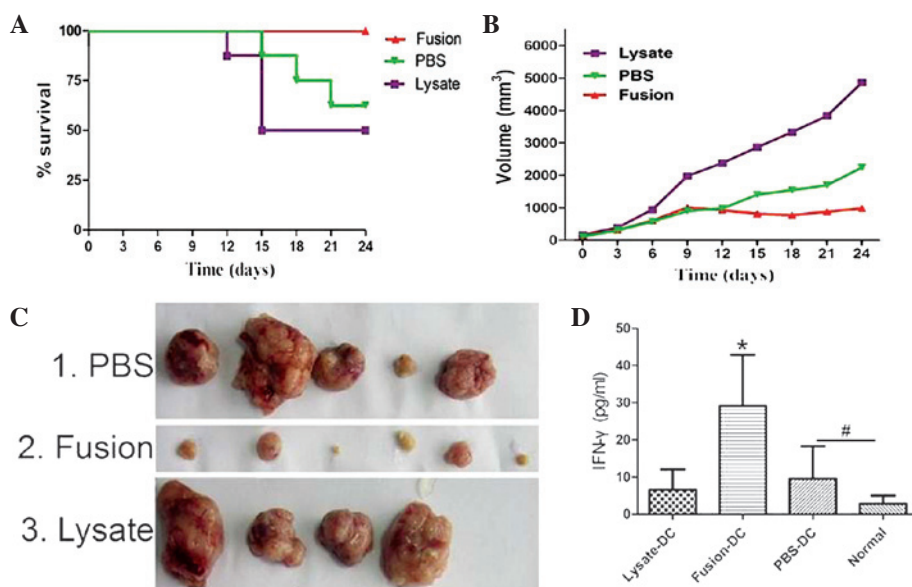 A
% survival
100
75
50
25
0
0 3 6 9 12 15 18 21 24
Time (days)
Fusion
PBS
Lysate
B
Volume (mm³)
6000
5000
4000
3000
2000
1000
0
0 3 6 9 12 15 18 21 24
Time (days)
Lysate
PBS
Fusion
C
1. PBS
2. Fusion
3. Lysate
D
IFN-γ (pg/ml)
50
40
30
20
10
0
*
#
Lysate-DC
Fusion-DC
PBS-DC
Normal